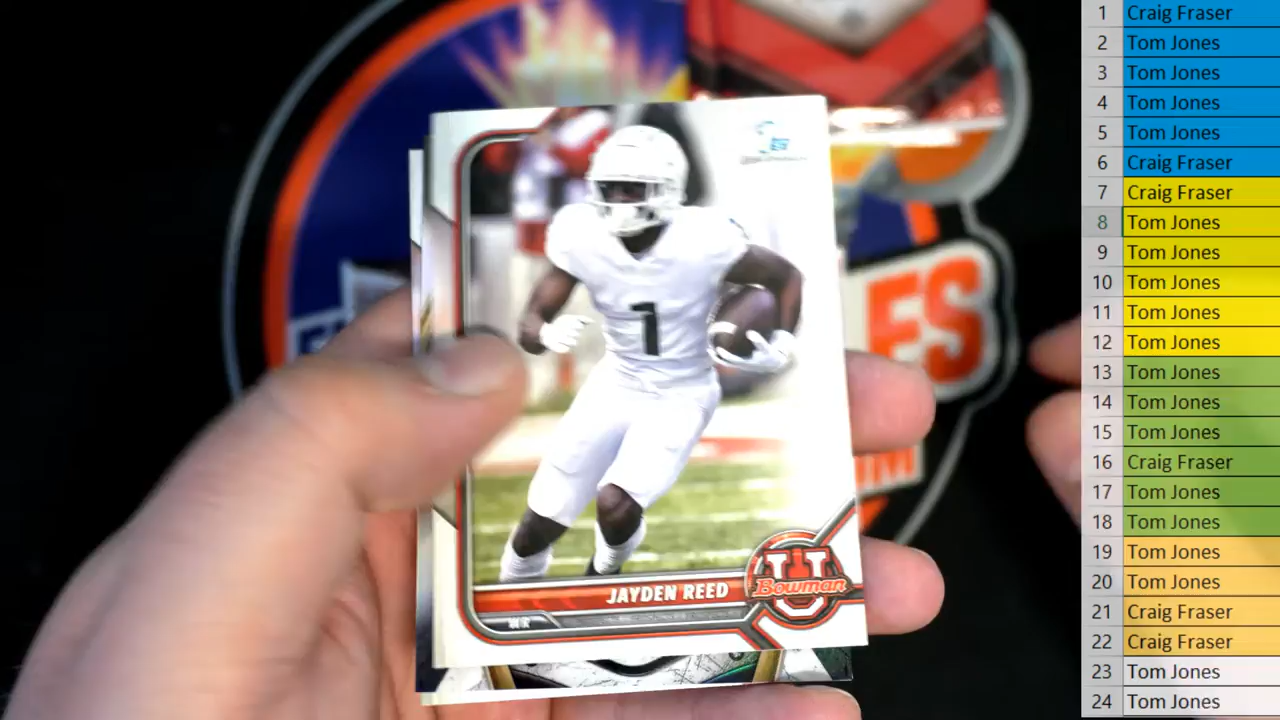 1 Craig Fraser
2 Tom Jones
3 Tom Jones
4 Tom Jones
5 Tom Jones
6 Craig Fraser
7 Craig Fraser
8 Tom Jones
9 Tom Jones
10 Tom Jones
11 Tom Jones
12 Tom Jones
13 Tom Jones
14 Tom Jones
15 Tom Jones
16 Craig Fraser
17 Tom Jones
18 Tom Jones
19 Tom Jones
20 Tom Jones
21 Craig Fraser
22 Craig Fraser
23 Tom Jones
24 Tom Jones
1
JAYDEN REED
WR
U
Bowman
ES